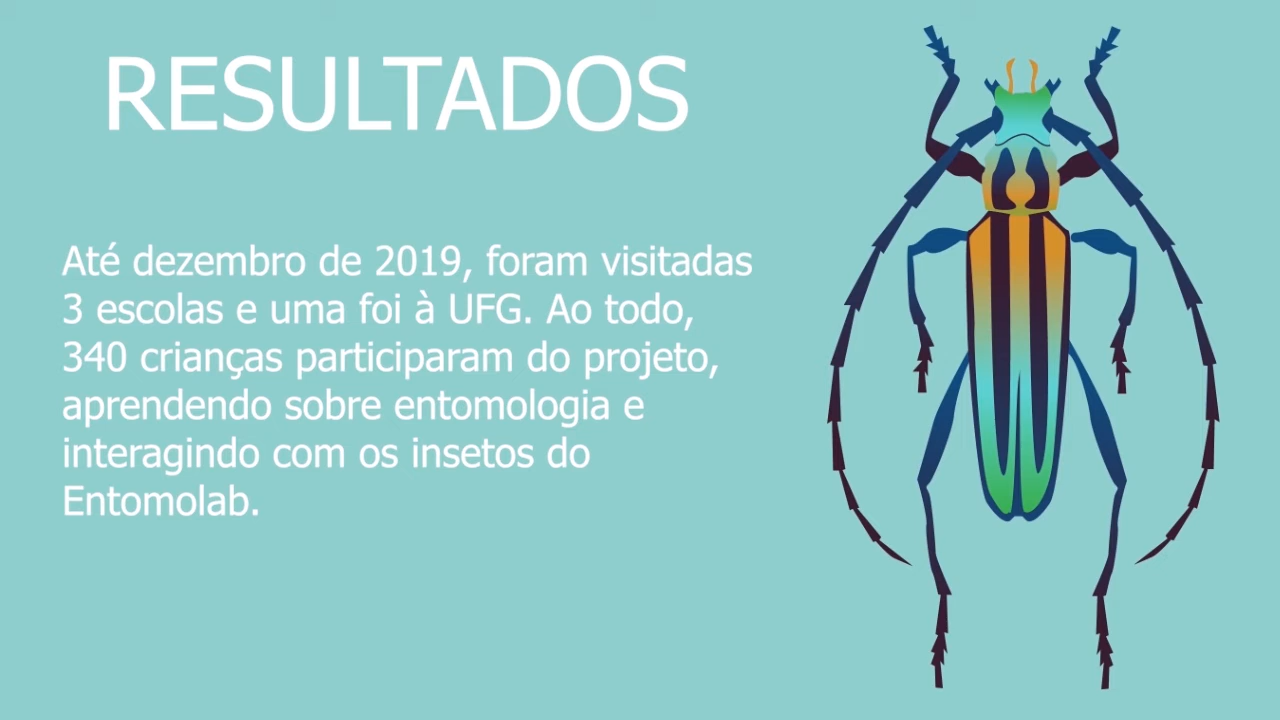 RESULTADOS
Até dezembro de 2019, foram visitadas
3 escolas e uma foi à UFG. Ao todo,
340 crianças participaram do projeto,
aprendendo sobre entomologia e
interagindo com os insetos do
Entomolab.